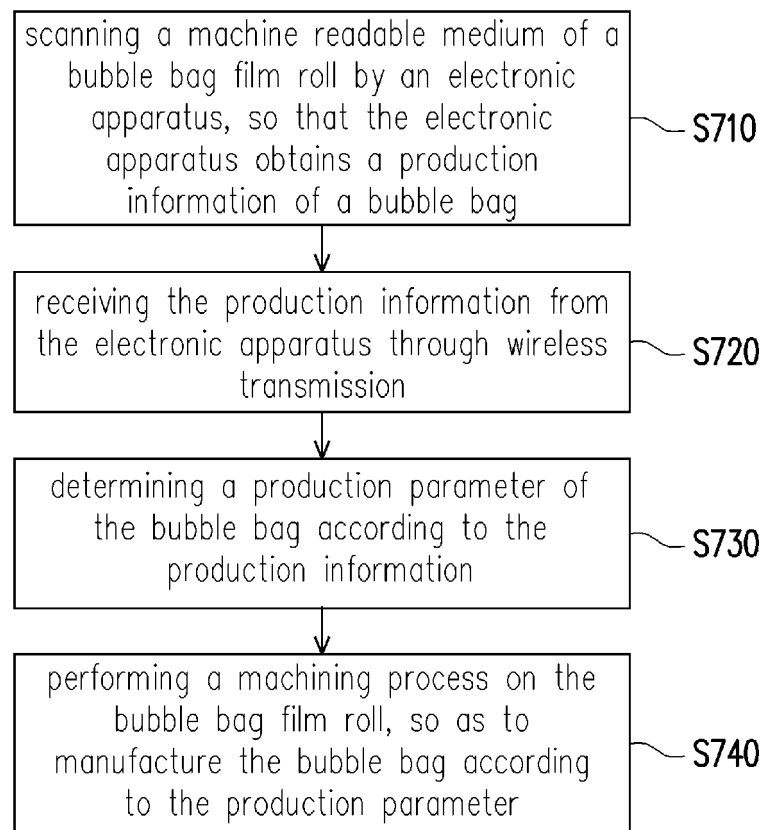 scanning a machine readable medium of a
bubble bag film roll by an electronic
apparatus, so that the electronic
apparatus obtains a production
information of a bubble bag
S710
receiving the production information from
the electronic apparatus through wireless
transmission
S720
determining a production parameter of
the bubble bag according to the
production information
S730
performing a machining process on the
bubble bag film roll, so as to
manufacture the bubble bag according
to the production parameter
S740